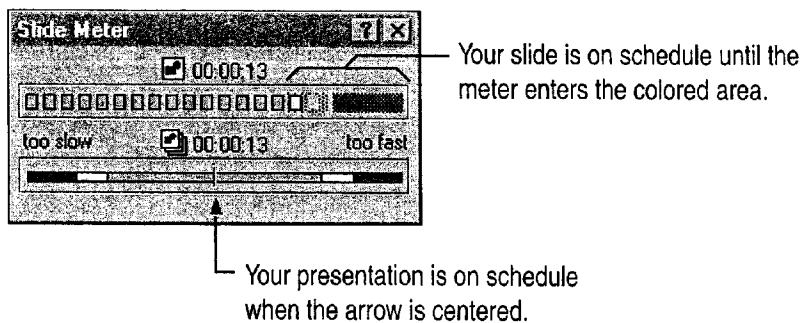 Slide Meter ? ×
00:00:13
too slow 00:00:13 too fast
Your slide is on schedule until the
meter enters the colored area.
Your presentation is on schedule
when the arrow is centered.